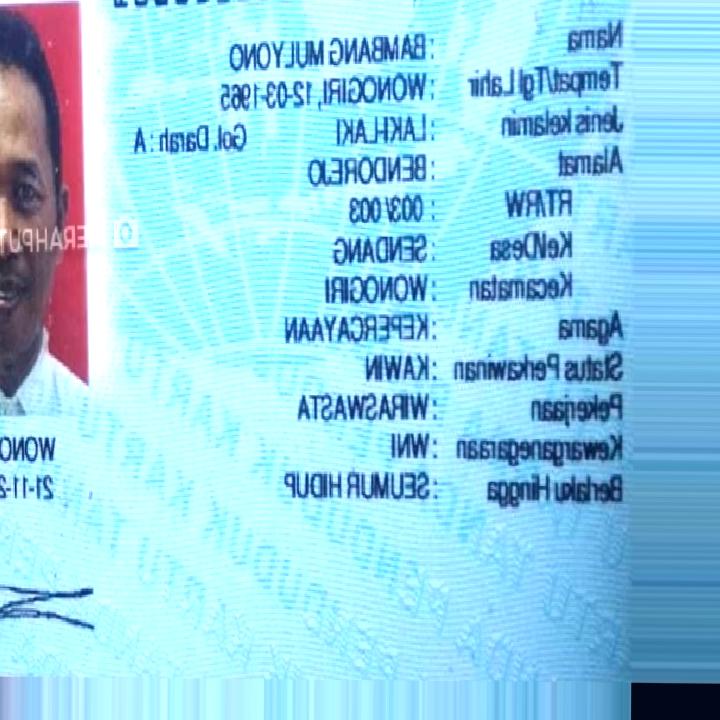 Nama : BAMBANG MULYONO
Tempat/Tgl Lahir : WONOGIRI, 12-03-1965
Jenis kelamin : LAKI-LAKI Gol. Darah : A
Alamat : BENDOREJO
RT/RW : 003/003
Kel/Desa : SENDANG
Kecamatan : WONOGIRI
Agama : KEPERCAYAAN
Status Perkawinan : KAWIN
Pekerjaan : WIRASWASTA
Kewarganegaraan : WNI
Berlaku Hingga : SEUMUR HIDUP
MERAHPUT
WONO
21-11-2